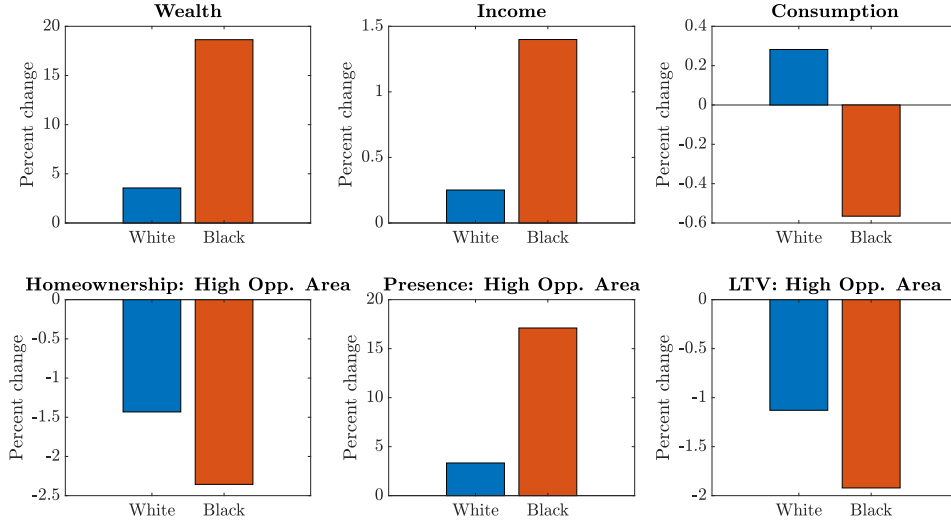 Wealth
Percent change
20
15
10
5
0
White Black
Income
Percent change
1.5
1
0.5
0
White Black
Consumption
Percent change
0.4
0.2
0
-0.2
-0.4
-0.6
White Black
Homeownership: High Opp. Area
Percent change
0
-0.5
-1
-1.5
-2
-2.5
White Black
Presence: High Opp. Area
Percent change
20
15
10
5
0
White Black
LTV: High Opp. Area
Percent change
0
-0.5
-1
-1.5
-2
White Black